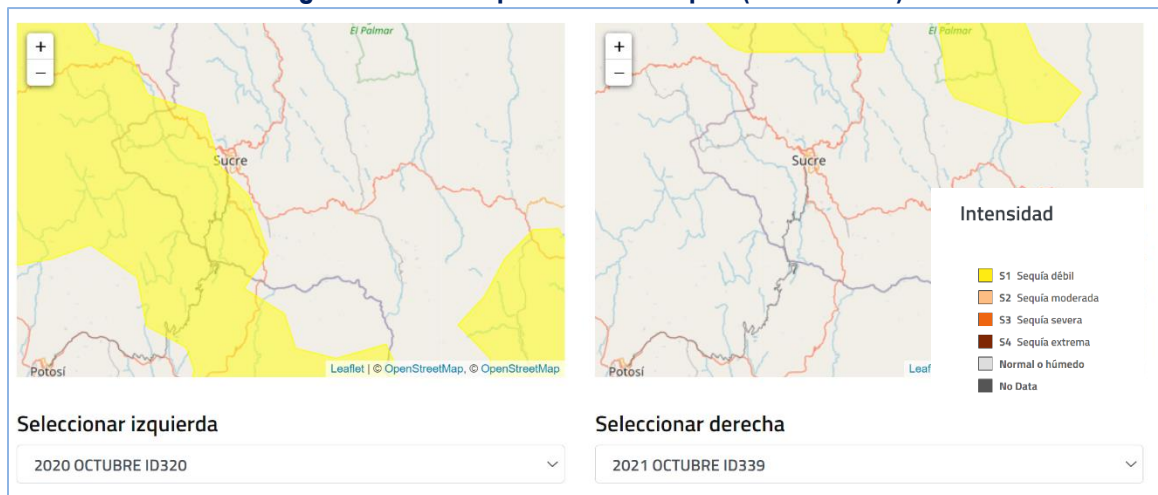 +
−
El Palmar
Sucre
Potosí
Leaflet | © OpenStreetMap, © OpenStreetMap
+
−
El Palmar
Sucre
Potosí
Leaf
Intensidad
S1 Sequía débil
S2 Sequía moderada
S3 Sequía severa
S4 Sequía extrema
Normal o húmedo
No Data
Seleccionar izquierda
2020 OCTUBRE ID320
Seleccionar derecha
2021 OCTUBRE ID339